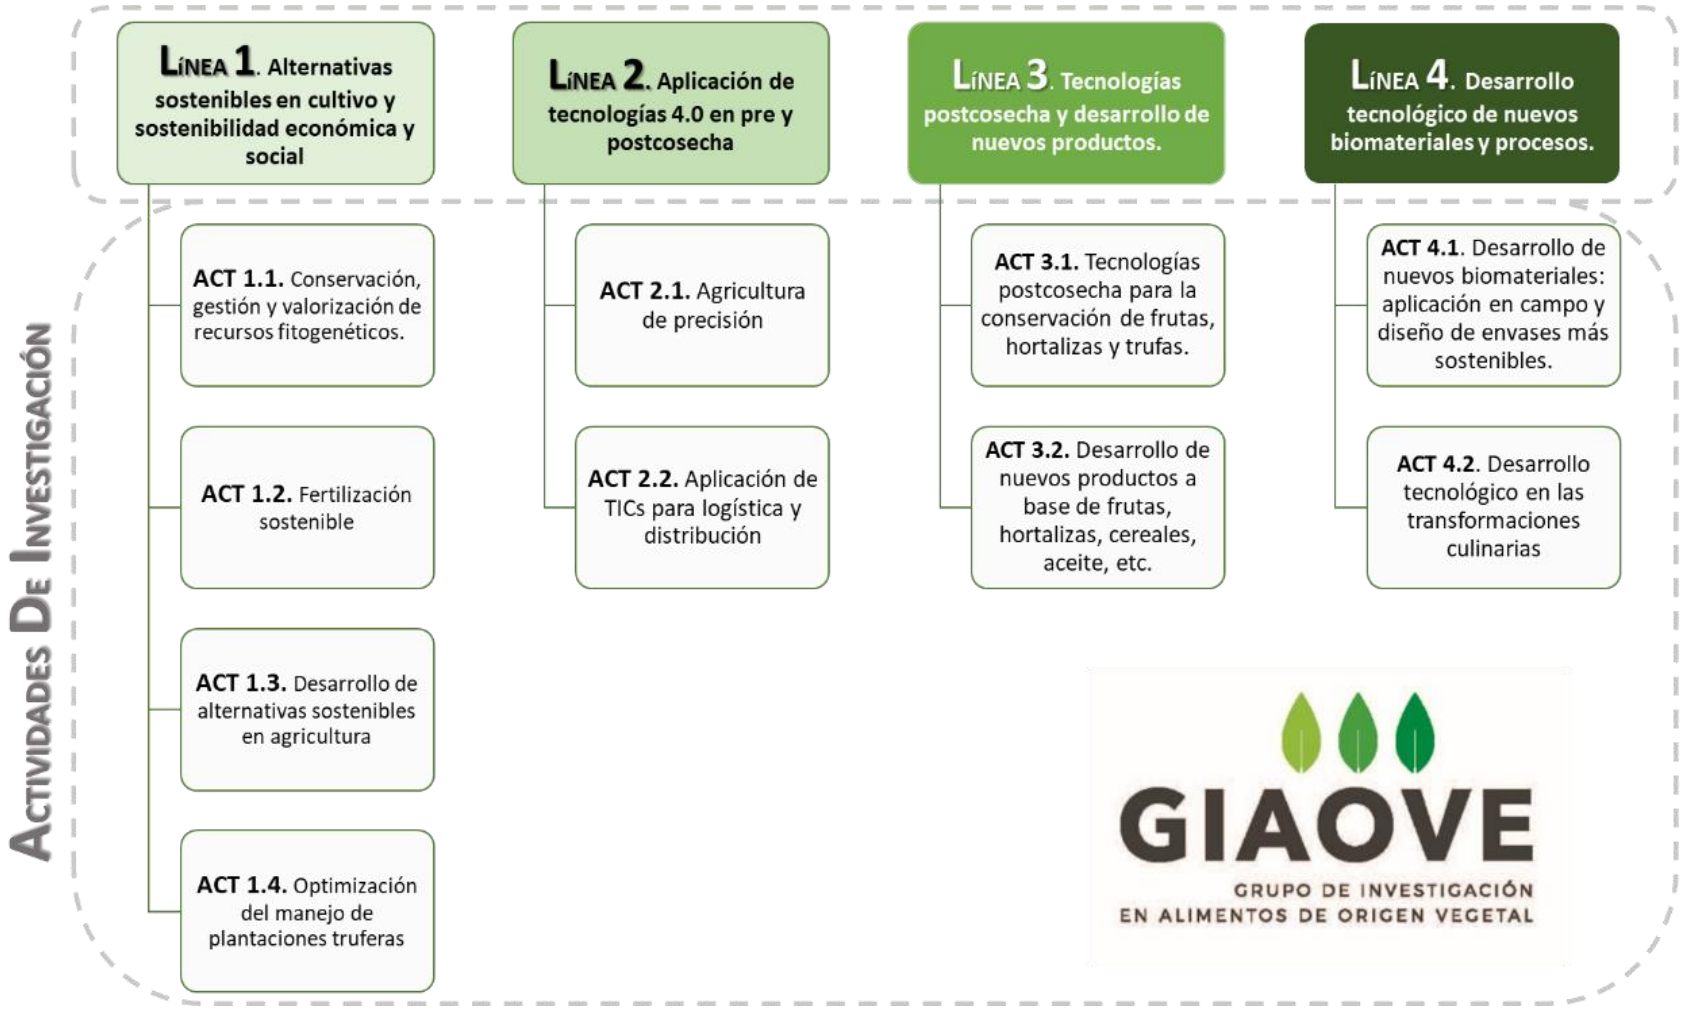 LÍNEA 1. Alternativas
sostenibles en cultivo y
sostenibilidad económica y
social
LÍNEA 2. Aplicación de
tecnologías 4.0 en pre y
postcosecha
LÍNEA 3. Tecnologías
postcosecha y desarrollo de
nuevos productos.
LÍNEA 4. Desarrollo
tecnológico de nuevos
biomateriales y procesos.
ACTIVIDADES DE INVESTIGACIÓN
ACT 1.1. Conservación,
gestión y valorización de
recursos fitogenéticos.
ACT 1.2. Fertilización
sostenible
ACT 1.3. Desarrollo de
alternativas sostenibles
en agricultura
ACT 1.4. Optimización
del manejo de
plantaciones truferas
ACT 2.1. Agricultura
de precisión
ACT 2.2. Aplicación de
TICs para logística y
distribución
ACT 3.1. Tecnologías
postcosecha para la
conservación de frutas,
hortalizas y trufas.
ACT 3.2. Desarrollo de
nuevos productos a
base de frutas,
hortalizas, cereales,
aceite, etc.
ACT 4.1. Desarrollo de
nuevos biomateriales:
aplicación en campo y
diseño de envases más
sostenibles.
ACT 4.2. Desarrollo
tecnológico en las
transformaciones
culinarias
GIAOVE
GRUPO DE INVESTIGACIÓN
EN ALIMENTOS DE ORIGEN VEGETAL